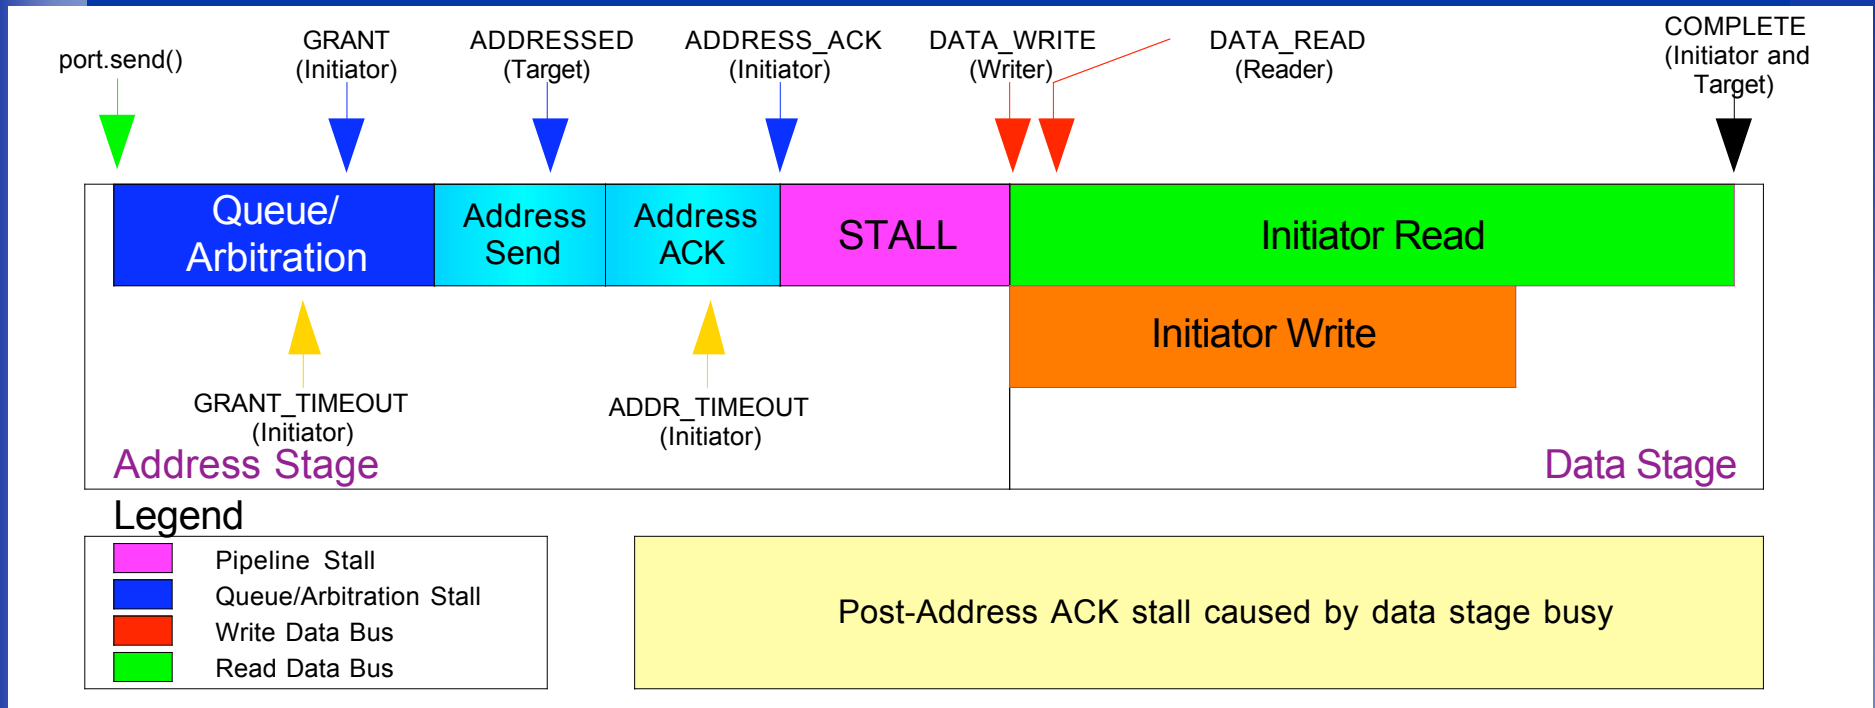 port.send()
GRANT
(Initiator)
ADDRESSED
(Target)
ADDRESS_ACK
(Initiator)
DATA_WRITE
(Writer)
DATA_READ
(Reader)
COMPLETE
(Initiator and
Target)
Queue/
Arbitration
Address
Send
Address
ACK
STALL
Initiator Read
Initiator Write
GRANT_TIMEOUT
(Initiator)
ADDR_TIMEOUT
(Initiator)
Address Stage
Data Stage
Legend
Pipeline Stall
Queue/Arbitration Stall
Write Data Bus
Read Data Bus
Post-Address ACK stall caused by data stage busy